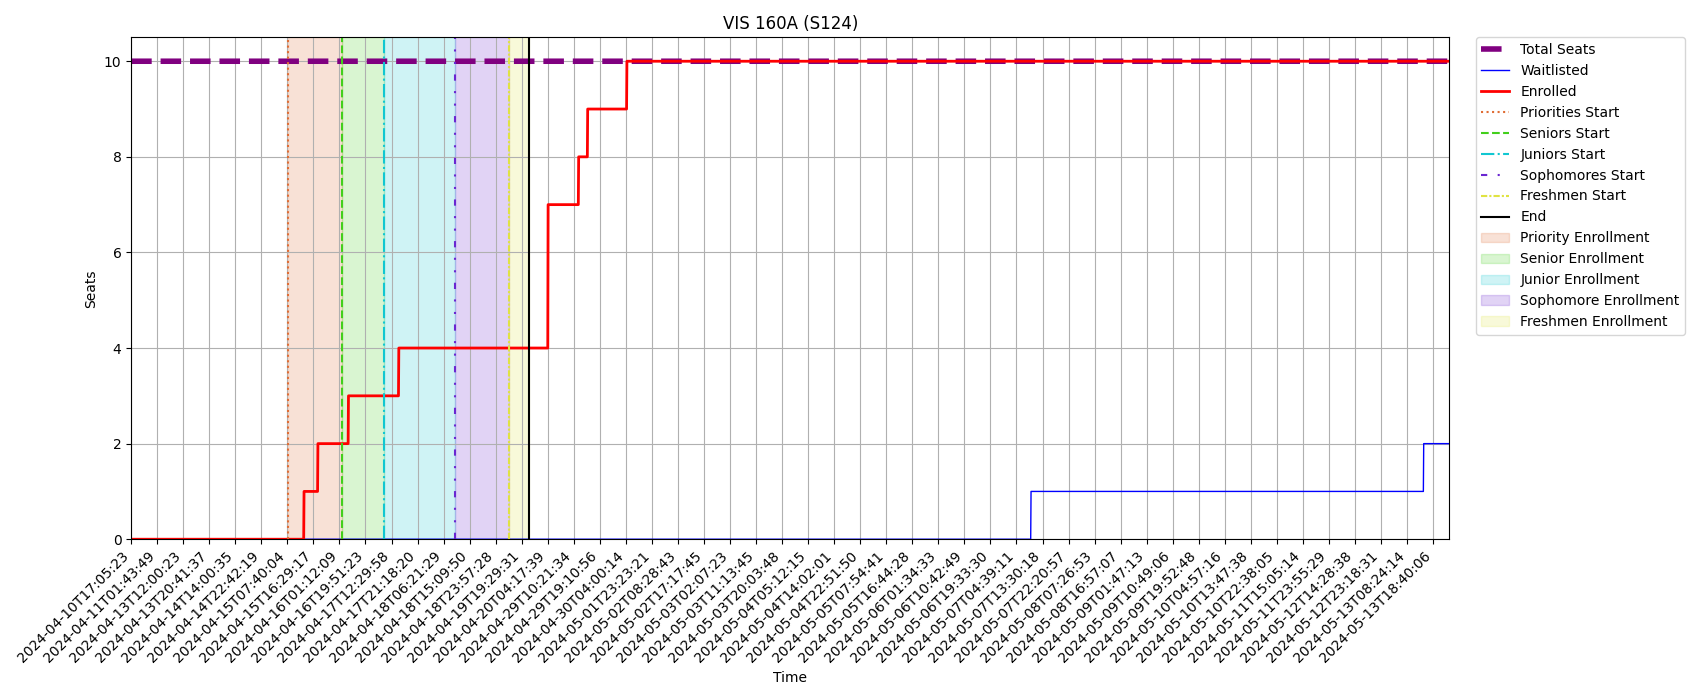 VIS 160A (S124)
Total Seats
Waitlisted
Enrolled
Priorities Start
Seniors Start
Juniors Start
Sophomores Start
Freshmen Start
End
Priority Enrollment
Senior Enrollment
Junior Enrollment
Sophomore Enrollment
Freshmen Enrollment
Seats
10
8
6
4
2
0
2024-04-10T17:05:23
2024-04-11T01:43:49
2024-04-13T12:00:23
2024-04-13T20:41:37
2024-04-14T14:00:35
2024-04-14T22:42:19
2024-04-15T07:40:04
2024-04-15T16:29:17
2024-04-16T01:12:09
2024-04-16T19:51:23
2024-04-17T12:29:58
2024-04-17T21:18:20
2024-04-18T06:21:29
2024-04-18T15:09:50
2024-04-18T23:57:28
2024-04-19T19:29:31
2024-04-20T04:17:39
2024-04-29T10:21:34
2024-04-29T19:10:56
2024-04-30T04:00:14
2024-05-01T23:23:21
2024-05-02T08:28:43
2024-05-02T17:17:45
2024-05-03T02:07:23
2024-05-03T11:13:45
2024-05-03T20:03:48
2024-05-04T05:12:15
2024-05-04T14:02:01
2024-05-04T22:51:50
2024-05-05T07:54:41
2024-05-05T16:44:28
2024-05-06T01:34:33
2024-05-06T10:42:49
2024-05-06T19:33:30
2024-05-07T04:39:11
2024-05-07T13:30:18
2024-05-07T22:20:57
2024-05-08T07:26:53
2024-05-08T16:57:07
2024-05-09T01:47:13
2024-05-09T10:49:06
2024-05-09T19:52:48
2024-05-10T04:57:16
2024-05-10T13:47:38
2024-05-10T22:38:05
2024-05-11T15:05:14
2024-05-11T23:55:29
2024-05-12T14:28:38
2024-05-12T23:18:31
2024-05-13T08:24:14
2024-05-13T18:40:06
Time